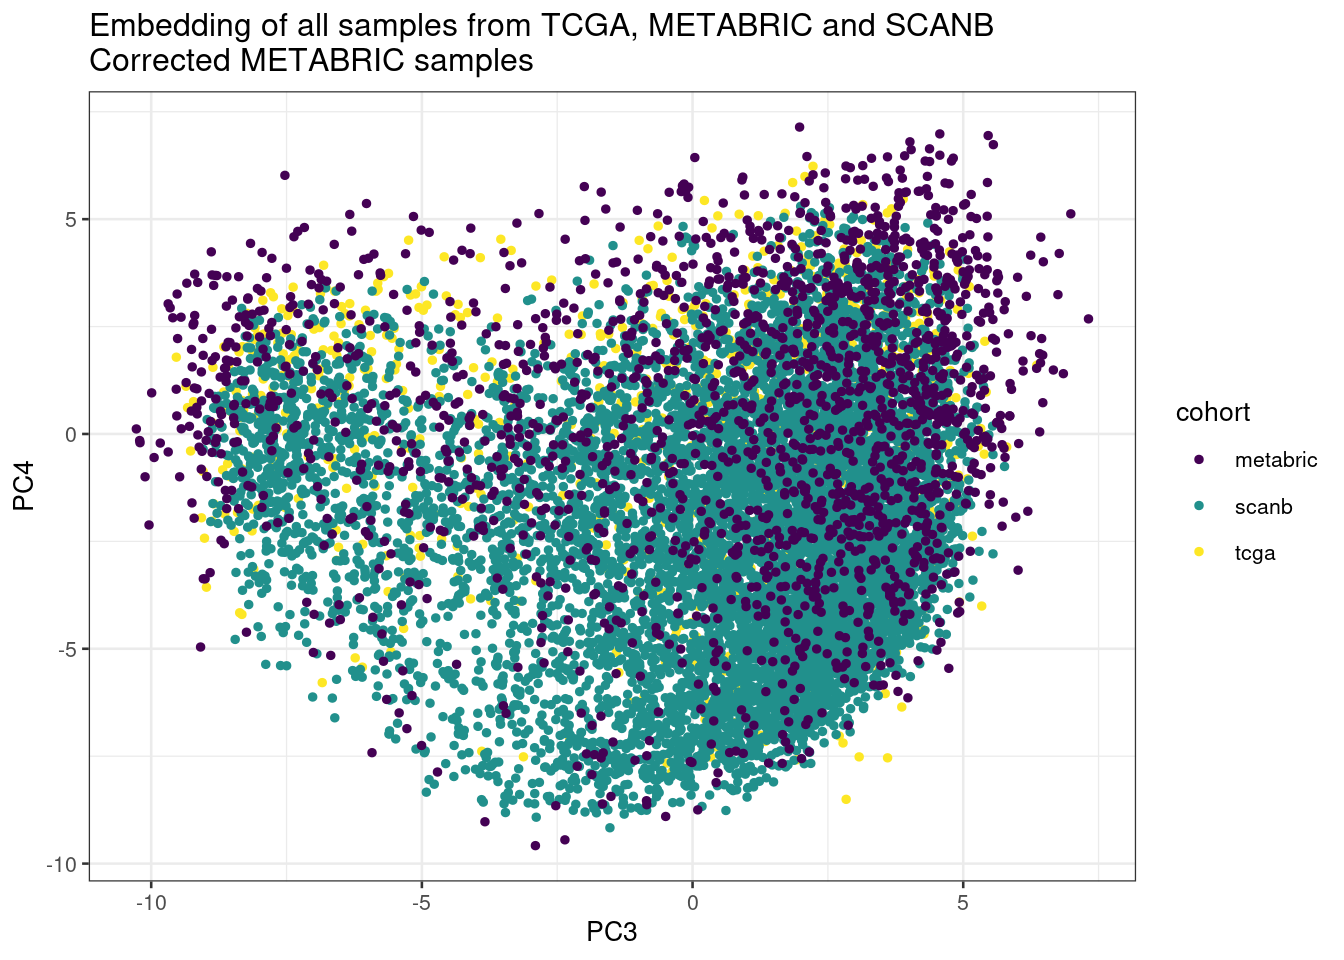 Embedding of all samples from TCGA, METABRIC and SCANB
Corrected METABRIC samples
5
0
-5
-10
PC4
-10
-5
0
5
PC3
cohort
metabric
scanb
tcga